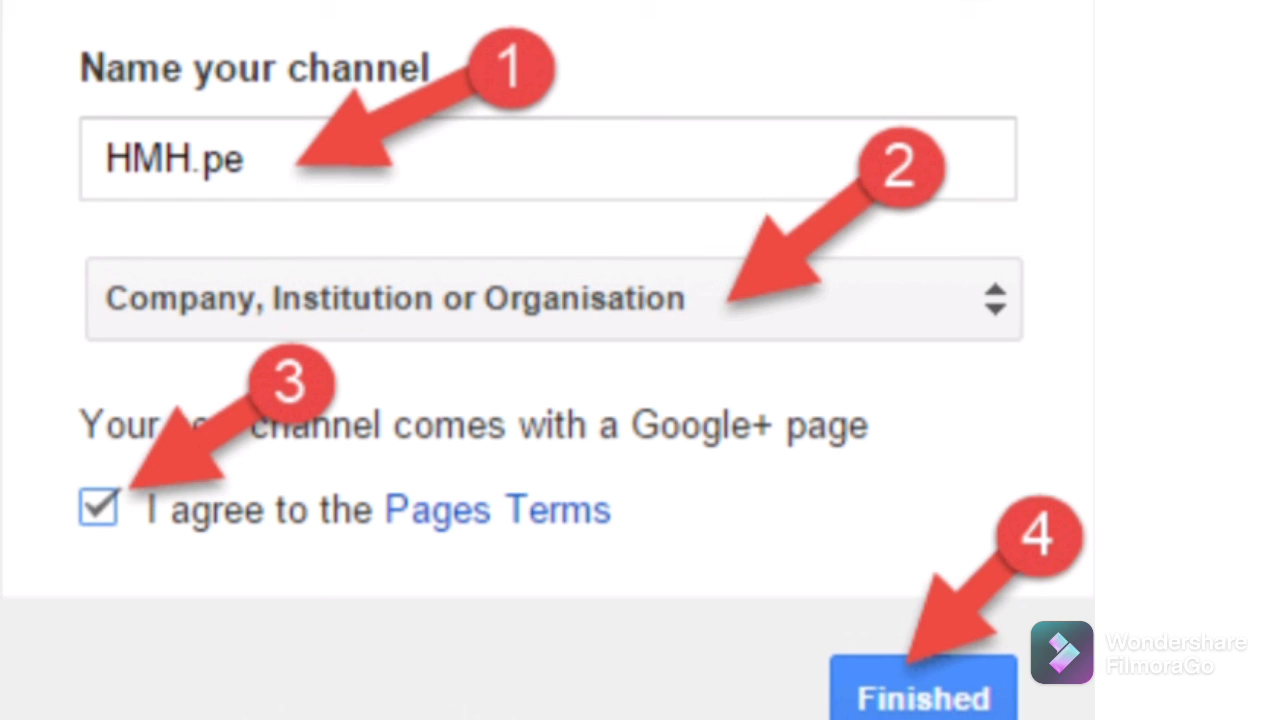 Name your channel
1
HMH.pe
2
Company, Institution or Organisation
3
Your channel comes with a Google+ page
I agree to the Pages Terms
4
Finished
Wondershare
FilmoraGo